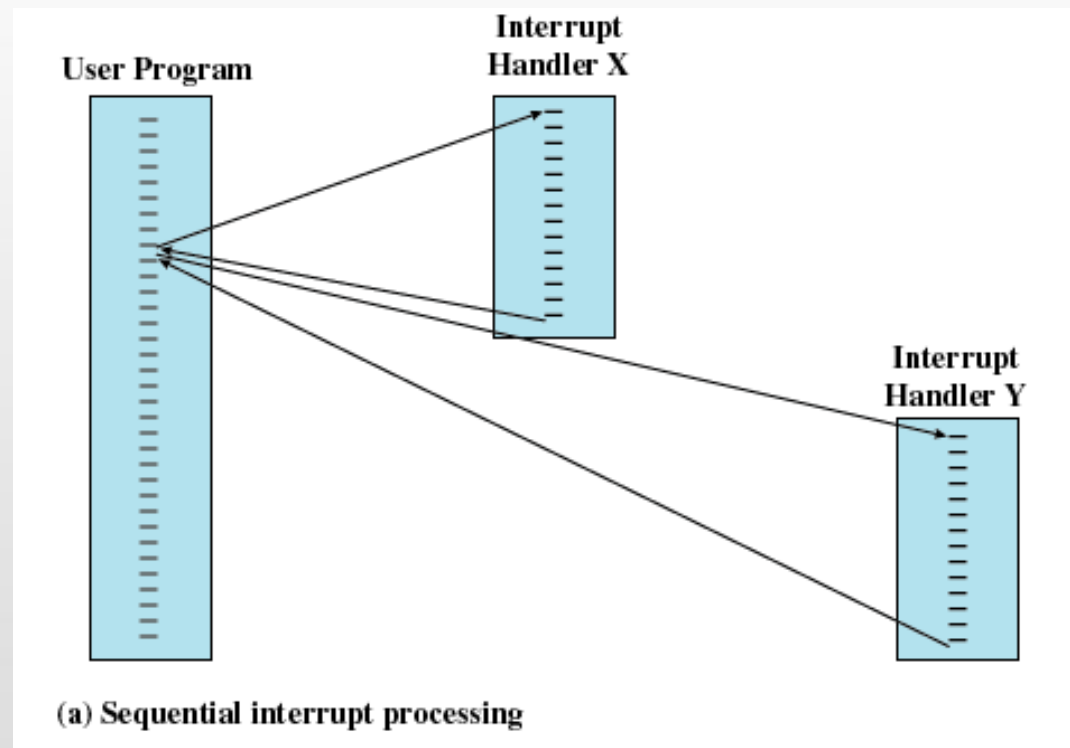 User Program
Interrupt
Handler X
Interrupt
Handler Y
(a) Sequential interrupt processing